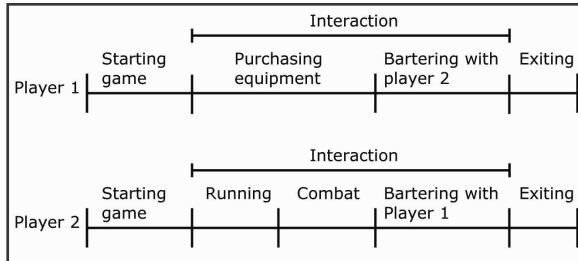 Interaction
Starting Purchasing Bartering with Exiting
game equipment player 2
Player 1
Interaction
Starting Running Combat Bartering with Exiting
game Player 1
Player 2